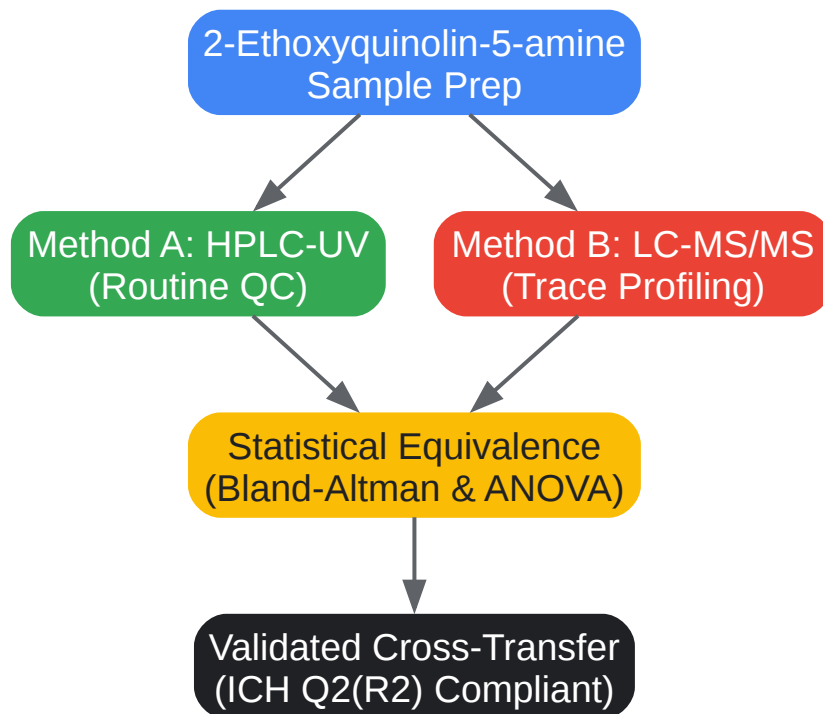 2-Ethoxyquinolin-5-amine
Sample Prep
Method A: HPLC-UV
(Routine QC)
Method B: LC-MS/MS
(Trace Profiling)
Statistical Equivalence
(Bland-Altman & ANOVA)
Validated Cross-Transfer
(ICH Q2(R2) Compliant)